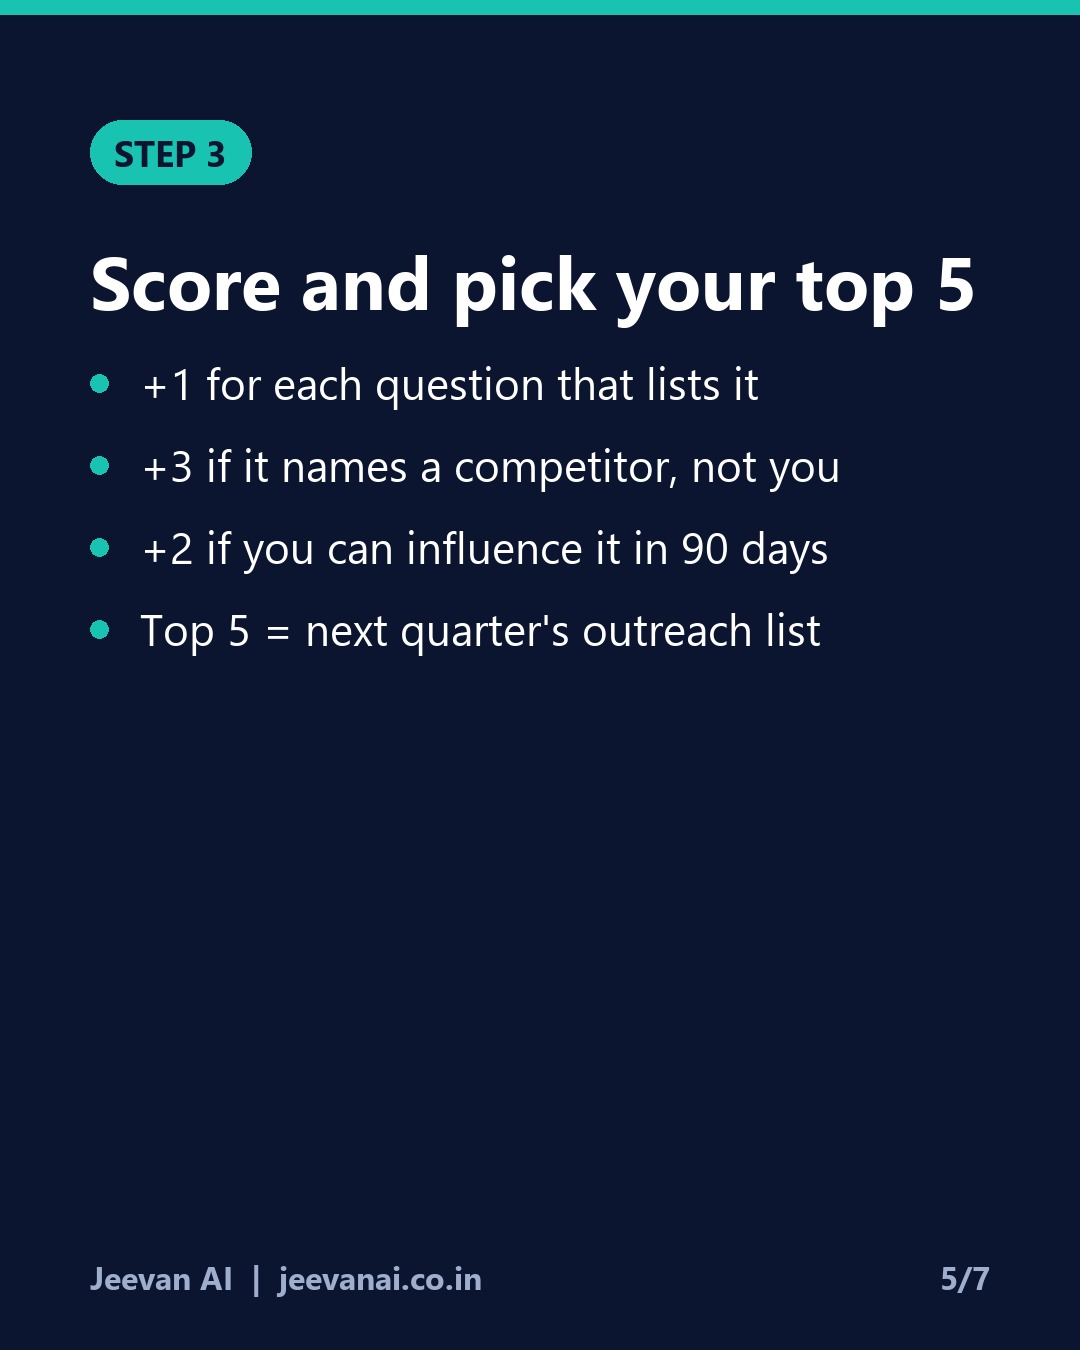 STEP 3
Score and pick your top 5
+1 for each question that lists it
+3 if it names a competitor, not you
+2 if you can influence it in 90 days
Top 5 = next quarter's outreach list
Jeevan AI | jeevanai.co.in
5/7